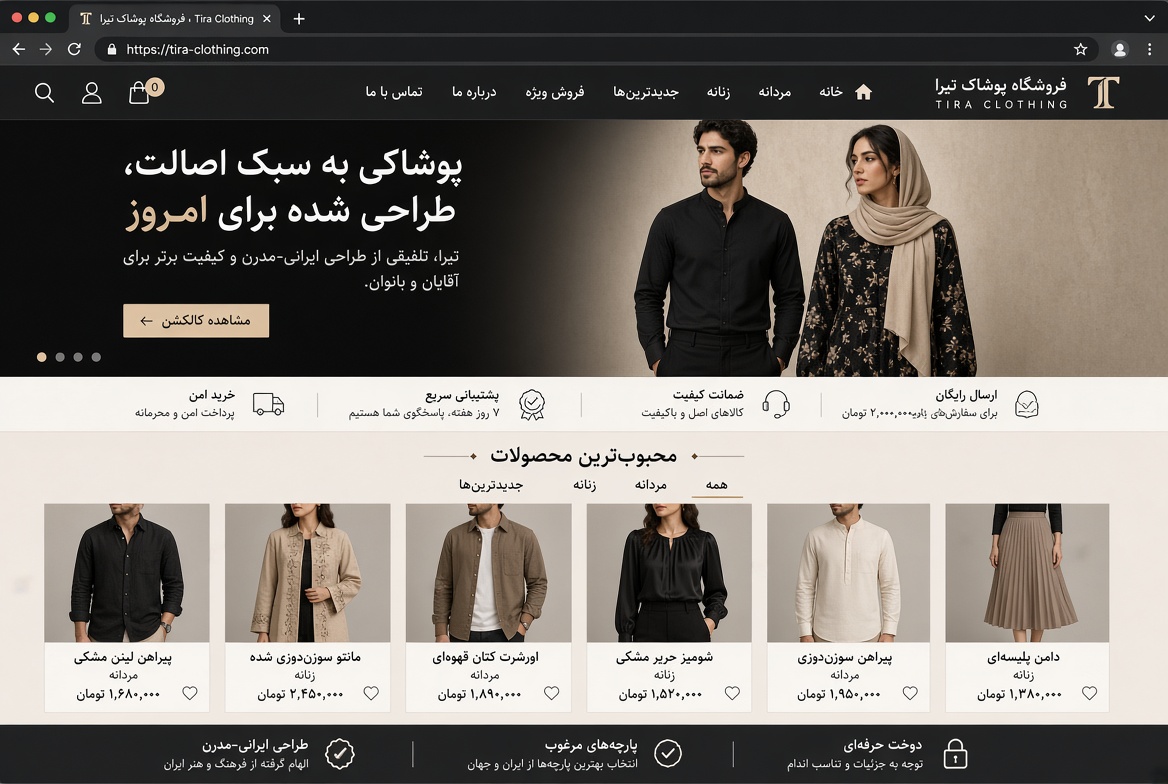 فروشگاه پوشاک تیرا ، Tira Clothing
https://tira-clothing.com
فروشگاه پوشاک تیرا
TIRA CLOTHING
خانه
مردانه
زنانه
جدیدترین‌ها
فروش ویژه
درباره ما
تماس با ما
0
پوشاکی به سبک اصالت،
طراحی شده برای امـروز
تیرا، تلفیقی از طراحی ایرانی-مدرن و کیفیت برتر برای
آقایان و بانوان.
مشاهده کالکشن ←
ارسال رایگان
برای سفارش‌های ۲,۰۰۰,۰۰۰ تومان
ضمانت کیفیت
کالاهای اصل و باکیفیت
پشتیبانی سریع
۷ روز هفته، پاسخگوی شما هستیم
خرید امن
پرداخت امن و محرمانه
محبوب‌ترین محصولات
همه
مردانه
زنانه
جدیدترین‌ها
دامن پلیسه‌ای
زنانه
۱,۳۸۰,۰۰۰ تومان
پیراهن سوزن‌دوزی
مردانه
۱,۹۵۰,۰۰۰ تومان
شومیز حریر مشکی
زنانه
۱,۵۲۰,۰۰۰ تومان
اورشرت کتان قهوه‌ای
مردانه
۱,۸۹۰,۰۰۰ تومان
مانتو سوزن‌دوزی شده
زنانه
۲,۴۵۰,۰۰۰ تومان
پیراهن لینن مشکی
مردانه
۱,۶۸۰,۰۰۰ تومان
دوخت حرفه‌ای
توجه به جزئیات و تناسب اندام
پارچه‌های مرغوب
انتخاب بهترین پارچه‌ها از ایران و جهان
طراحی ایرانی-مدرن
الهام گرفته از فرهنگ و هنر ایران